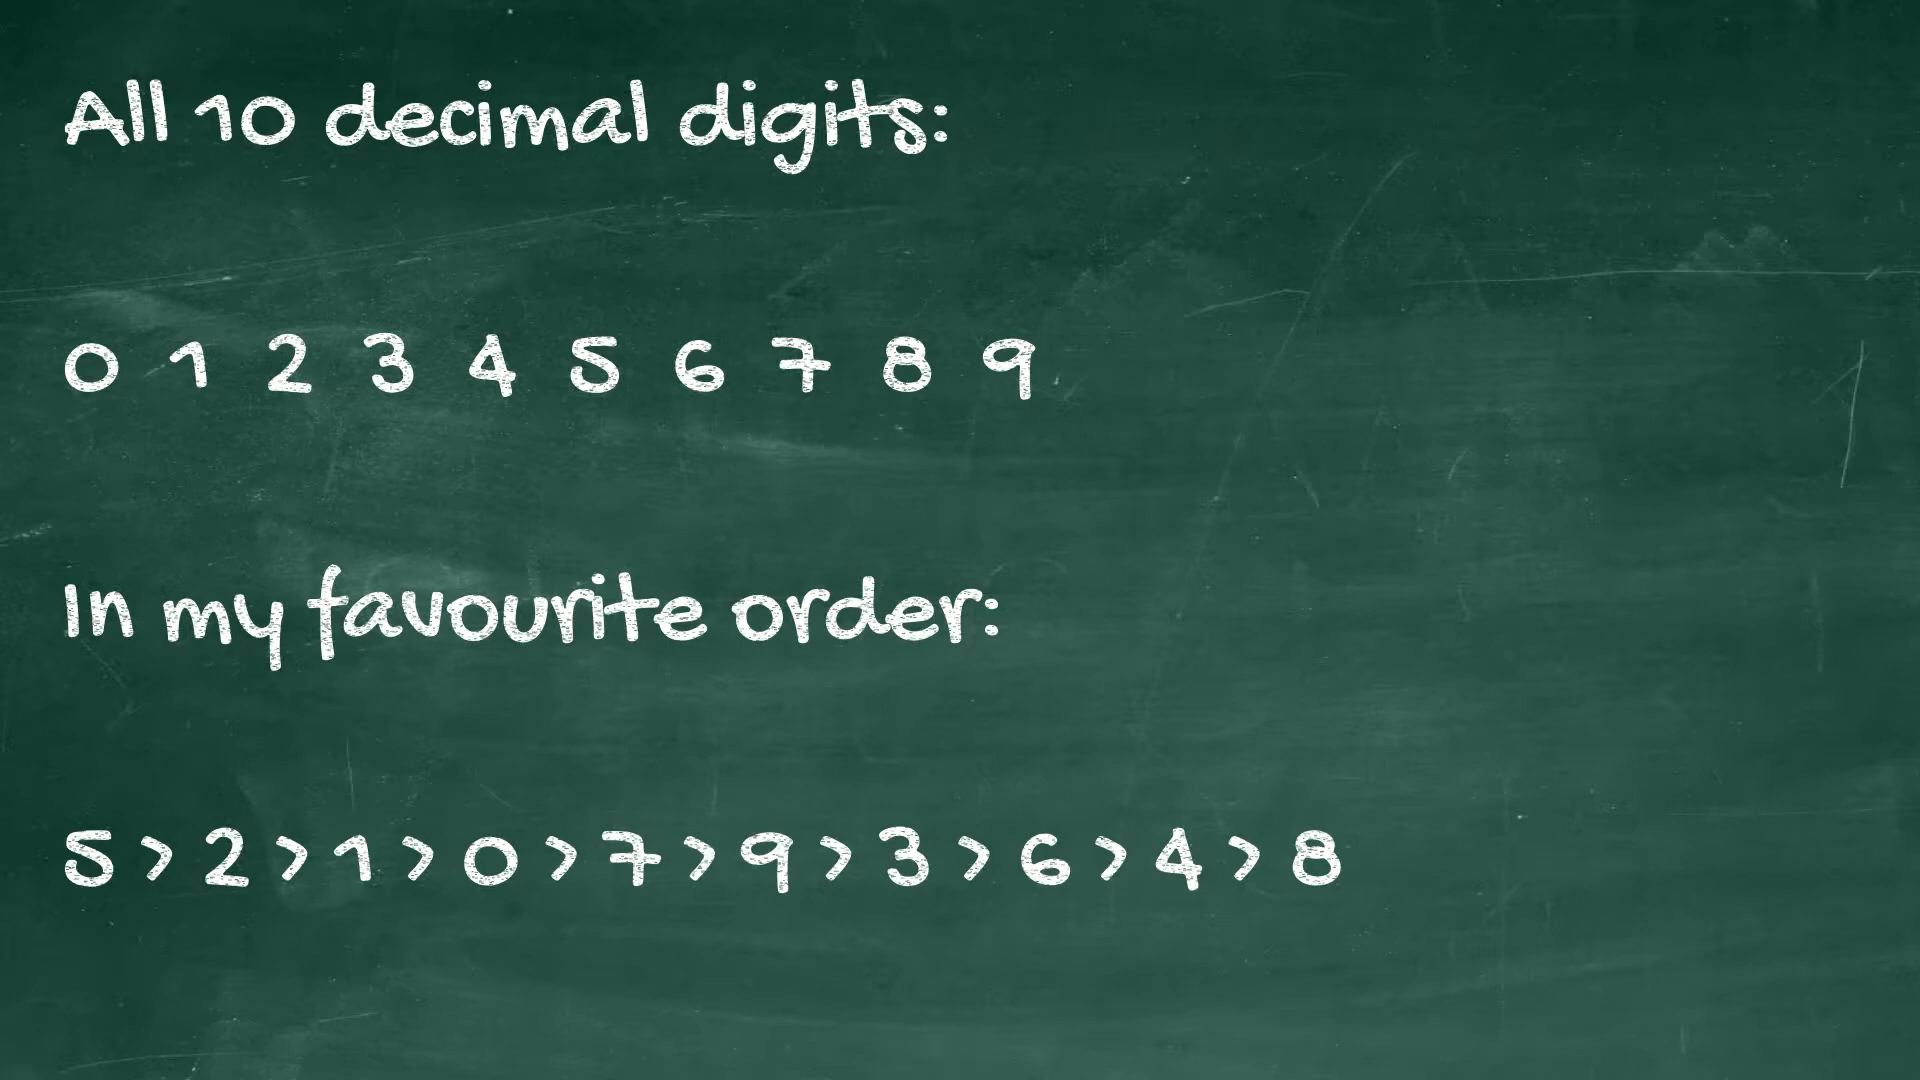 All 10 decimal digits:
0 1 2 3 4 5 6 7 8 9
In my favourite order:
5 > 2 > 1 > 0 > 7 > 9 > 3 > 6 > 4 > 8